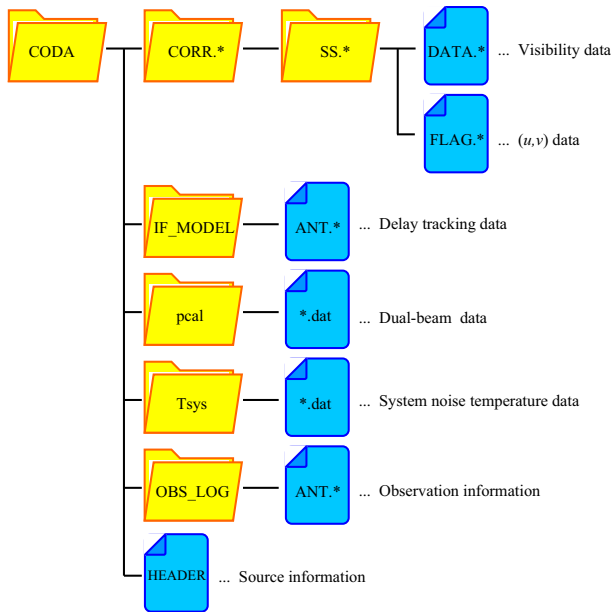 CODA CORR.* SS.* DATA.* ... Visibility data
FLAG.* ... (u,v) data
IF_MODEL ANT.* ... Delay tracking data
pcal *.dat ... Dual-beam data
Tsys *.dat ... System noise temperature data
OBS_LOG ANT.* ... Observation information
HEADER ... Source information